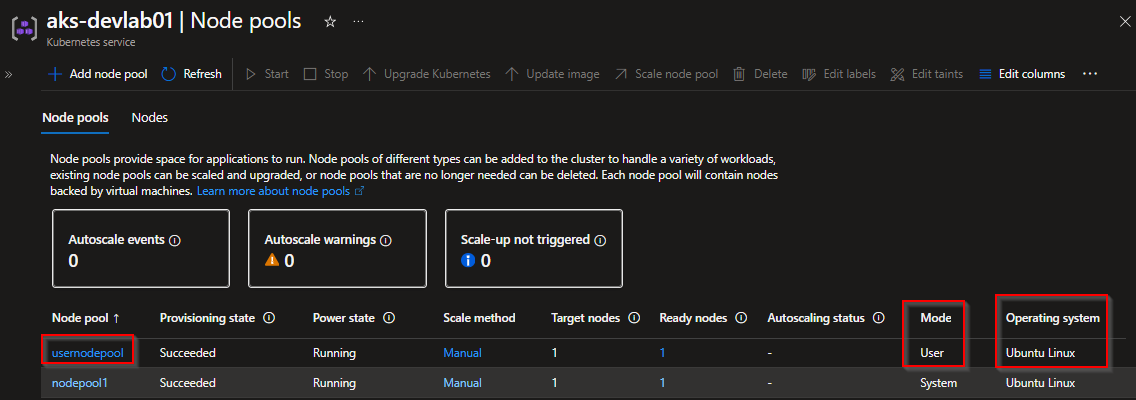 aks-devlab01 | Node pools
Kubernetes service
Add node pool Refresh Start Stop Upgrade Kubernetes Update image Scale node pool Delete Edit labels Edit taints Edit columns
Node pools Nodes
Node pools provide space for applications to run. Node pools of different types can be added to the cluster to handle a variety of workloads,
existing node pools can be scaled and upgraded, or node pools that are no longer needed can be deleted. Each node pool will contain nodes
backed by virtual machines. Learn more about node pools
Autoscale events Autoscale warnings Scale-up not triggered
0 0 0
Node pool ↑ Provisioning state Power state Scale method Target nodes Ready nodes Autoscaling status Mode Operating system
usernodepool Succeeded Running Manual 1 1 - User Ubuntu Linux
nodepool1 Succeeded Running Manual 1 1 - System Ubuntu Linux